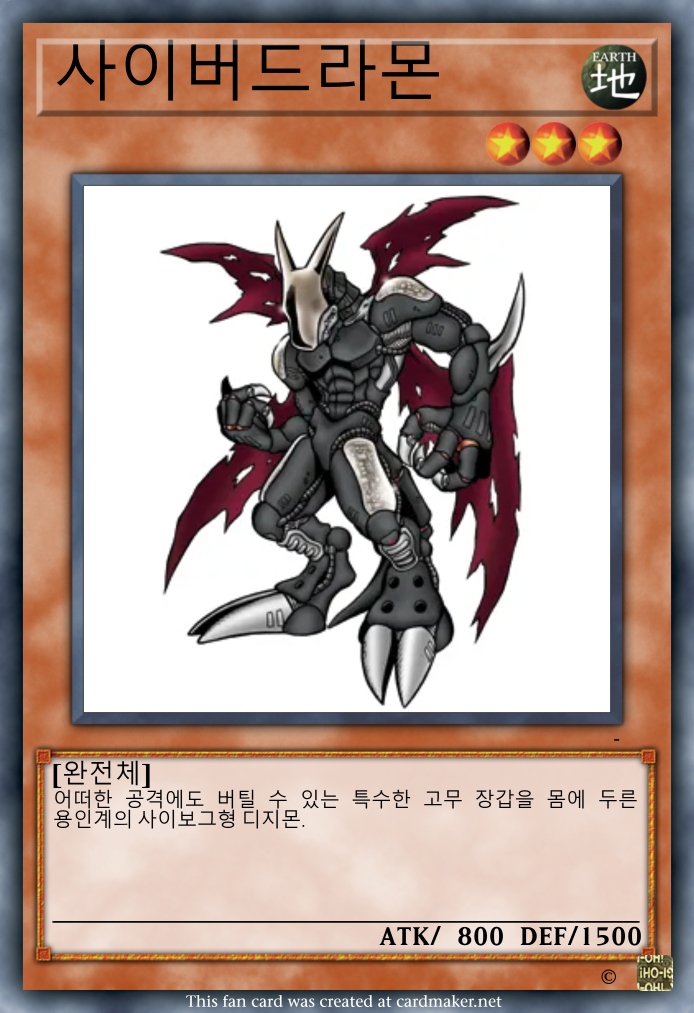 사이버드라몬
EARTH
地
-
[완전체]
어떠한 공격에도 버틸 수 있는 특수한 고무 장갑을 몸에 두른
용인계의 사이보그형 디지몬.
ATK/ 800 DEF/1500
©
This fan card was created at cardmaker.net